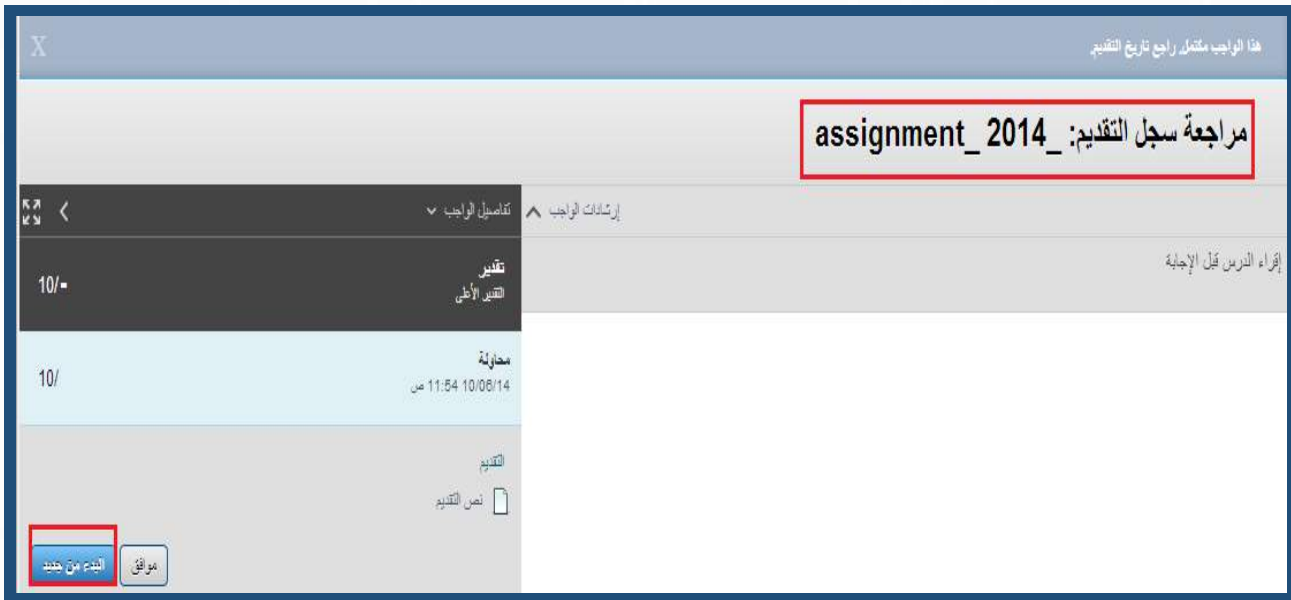 هذا الواجب مكتمل. راجع تاريخ التقديم.
X
مراجعة سجل التقديم: _assignment_ 2014
إرشادات الواجب
إقراء الدرس قبل الإجابة
تفاصيل الواجب
تقدير
التقدير الأعلى
10/-
محاولة
10/06/14 11:54 ص
10/
التقديم
نص التقديم
موافق
البدء من جديد